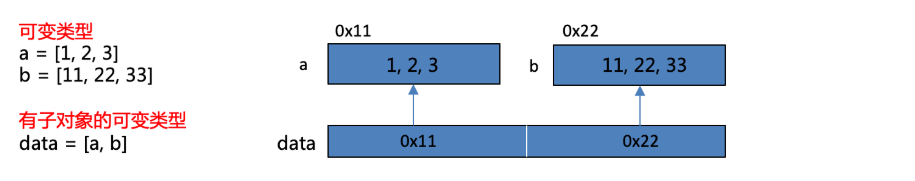 可变类型
a = [1, 2, 3]
b = [11, 22, 33]
有子对象的可变类型
data = [a, b]
0x11
0x22
a
1, 2, 3
b
11, 22, 33
data
0x11
0x22